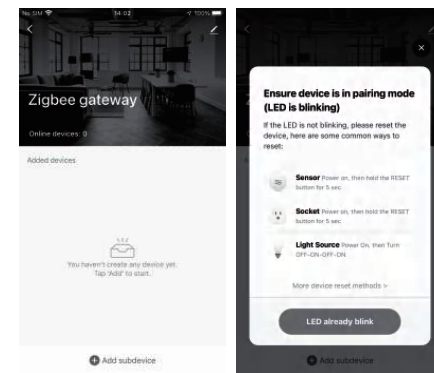 No SIM
14:02
100%
Zigbee gateway
Online devices: 0
Added devices
You haven't create any device yet.
Tap 'Add' to start.
Add subdevice
Ensure device is in pairing mode
(LED is blinking)
If the LED is not blinking, please reset the
device, here are some common ways to
reset:
Sensor Power on, then hold the RESET
button for 5 sec
Socket Power on, then hold the RESET
button for 5 sec
Light Source Power On, then Turn
OFF-ON-OFF-ON
More device reset methods >
LED already blink
Add subdevice